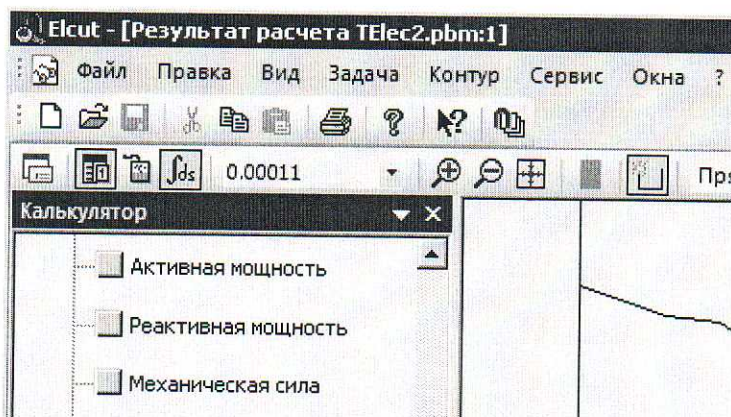 Elcut - [Результат расчета TElec2.pbm:1]
Файл Правка Вид Задача Контур Сервис Окна ?
∫ds 0.00011
Калькулятор
Активная мощность
Реактивная мощность
Механическая сила